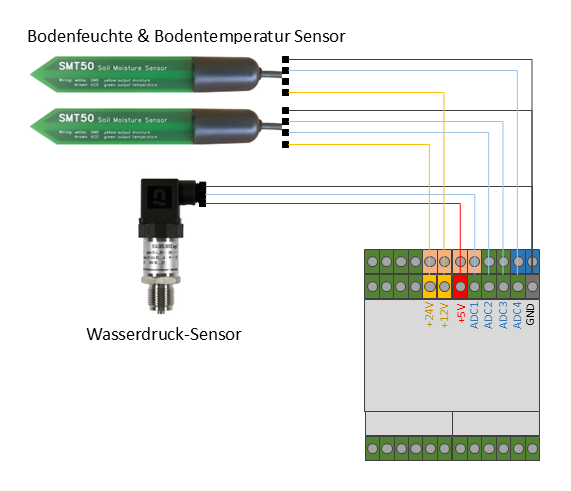 Bodenfeuchte & Bodentemperatur Sensor
SMT50
Soil Moisture Sensor
Wiring: white: GND yellow:output moisture
brown: VCC green:output temperature
SMT50
Soil Moisture Sensor
Wiring: white: GND yellow:output moisture
brown: VCC green:output temperature
Wasserdruck-Sensor
+24V
+12V
+5V
ADC1
ADC2
ADC3
ADC4
GND